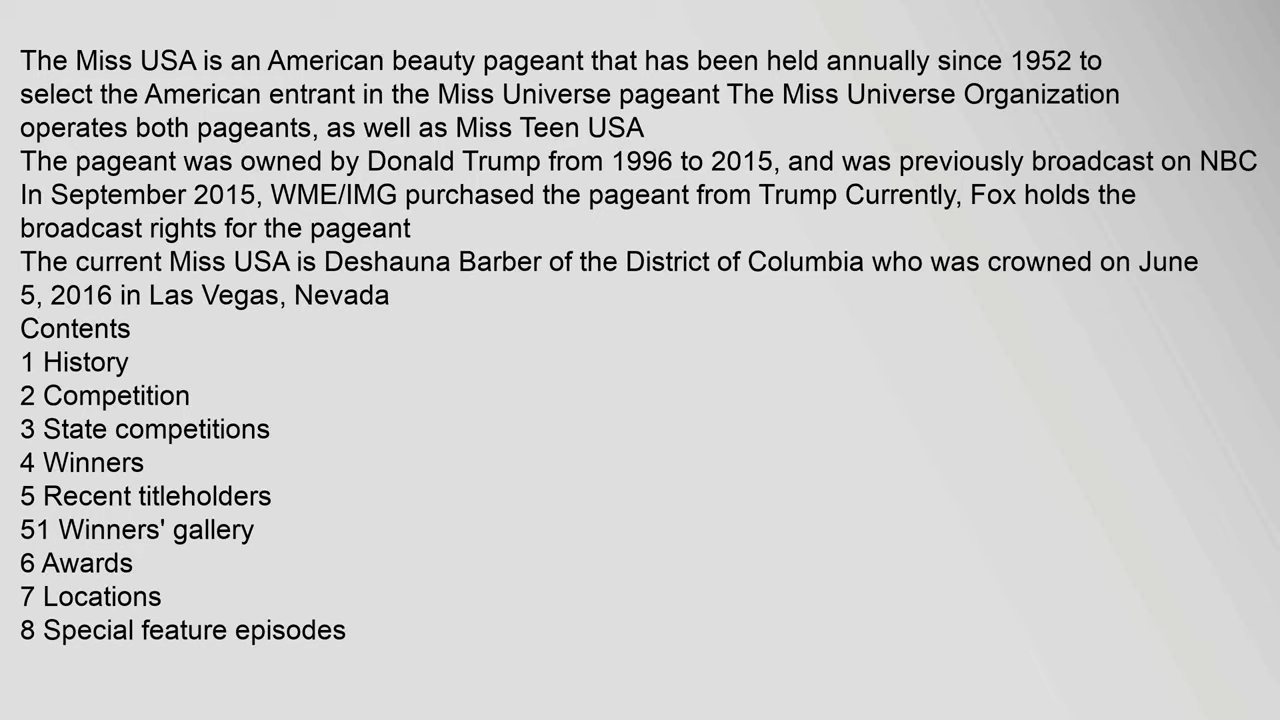 The Miss USA is an American beauty pageant that has been held annually since 1952 to
select the American entrant in the Miss Universe pageant The Miss Universe Organization
operates both pageants, as well as Miss Teen USA
The pageant was owned by Donald Trump from 1996 to 2015, and was previously broadcast on NBC
In September 2015, WME/IMG purchased the pageant from Trump Currently, Fox holds the
broadcast rights for the pageant
The current Miss USA is Deshauna Barber of the District of Columbia who was crowned on June
5, 2016 in Las Vegas, Nevada
Contents
1 History
2 Competition
3 State competitions
4 Winners
5 Recent titleholders
51 Winners' gallery
6 Awards
7 Locations
8 Special feature episodes